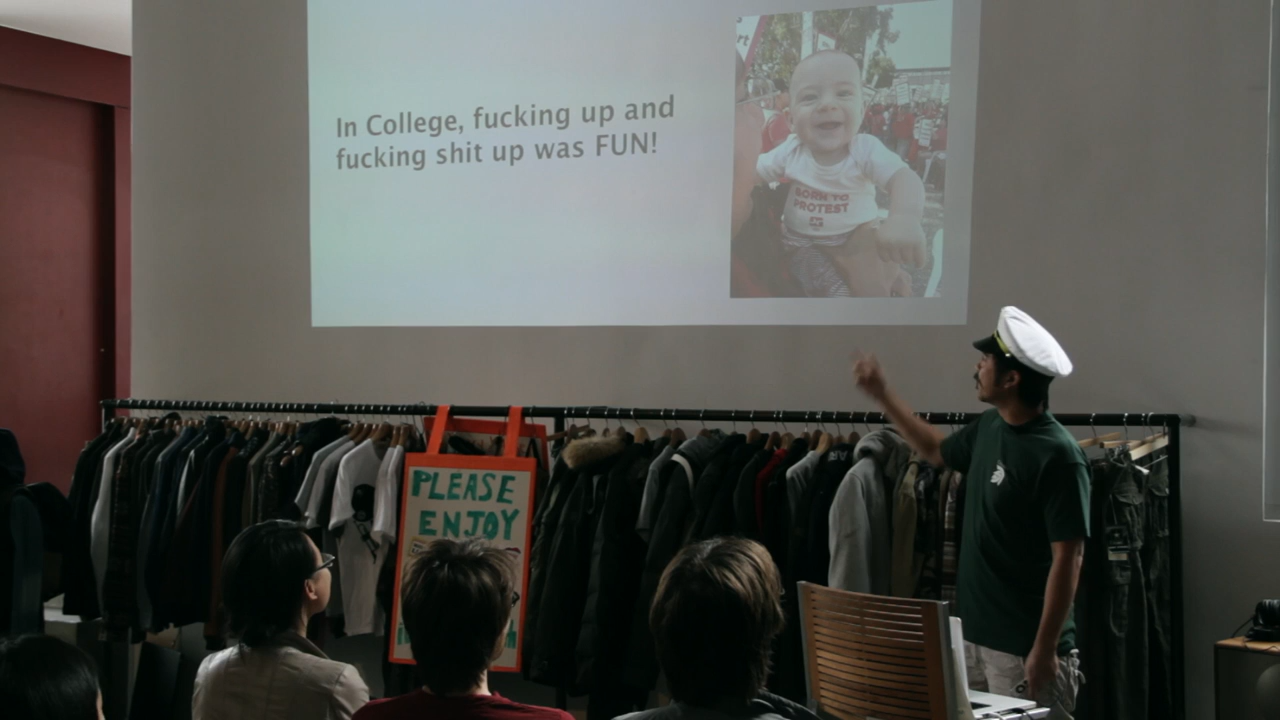 In College, fucking up and
fucking shit up was FUN!
BORN TO
PROTEST
PLEASE
ENJOY